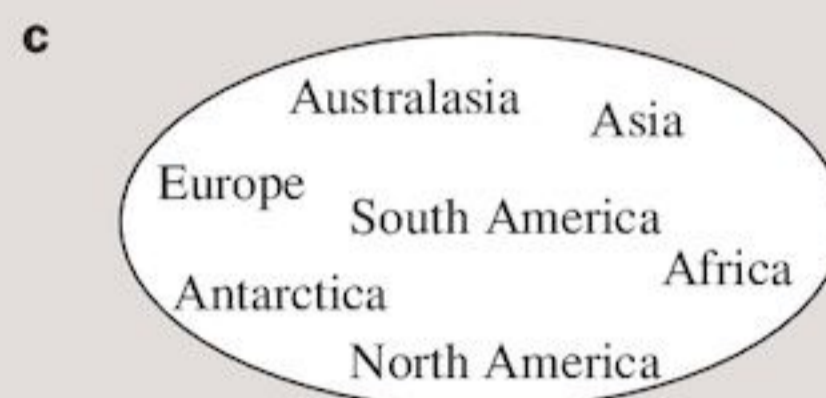 c
Australasia
Asia
Europe
South America
Africa
Antarctica
North America